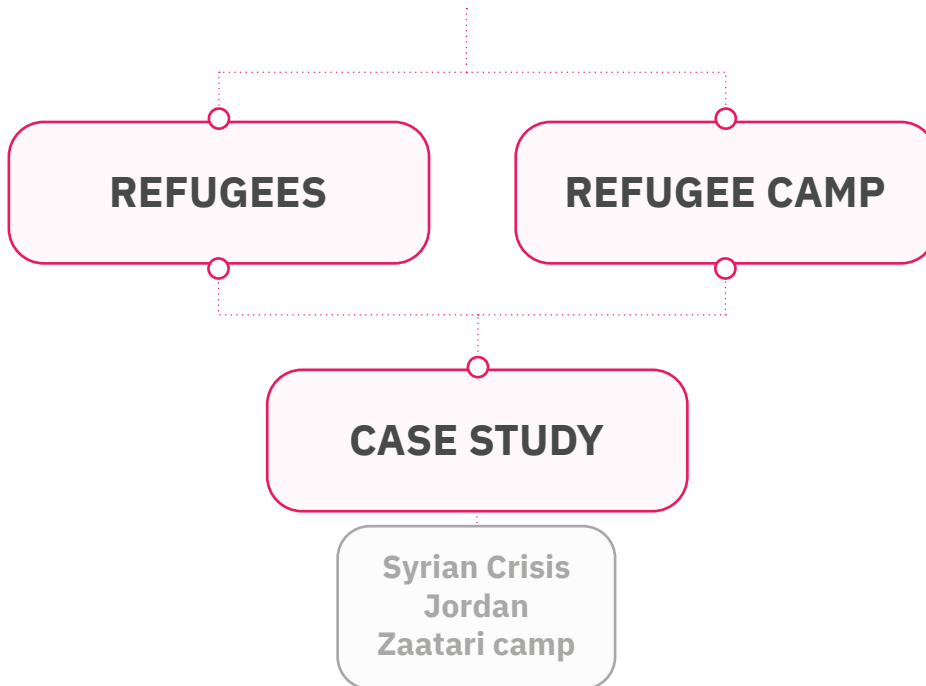 REFUGEES
REFUGEE CAMP
CASE STUDY
Syrian Crisis
Jordan
Zaatari camp